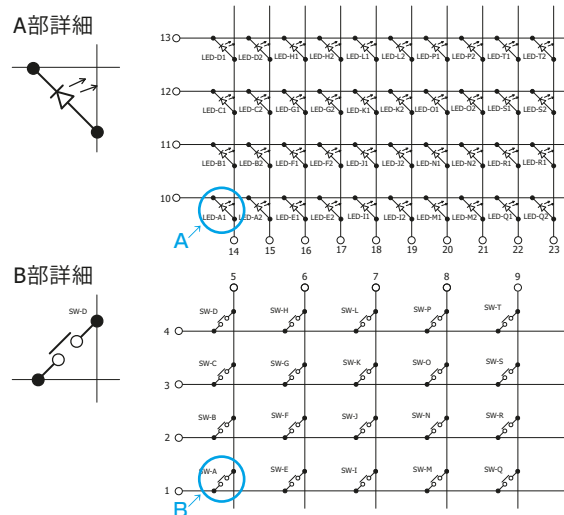 A部詳細
13
LED-D1 LED-D2 LED-H1 LED-H2 LED-L1 LED-L2 LED-P1 LED-P2 LED-T1 LED-T2
12
LED-C1 LED-C2 LED-G1 LED-G2 LED-K1 LED-K2 LED-O1 LED-O2 LED-S1 LED-S2
11
LED-B1 LED-B2 LED-F1 LED-F2 LED-J1 LED-J2 LED-N1 LED-N2 LED-R1 LED-R1
10
LED-A1 LED-A2 LED-E1 LED-E2 LED-I1 LED-I2 LED-M1 LED-M2 LED-Q1 LED-Q2
A
14 15 16 17 18 19 20 21 22 23
B部詳細
SW-D
5 6 7 8 9
SW-D SW-H SW-L SW-P SW-T
4
SW-C SW-G SW-K SW-O SW-S
3
SW-B SW-F SW-J SW-N SW-R
2
SW-A SW-E SW-I SW-M SW-Q
1
B